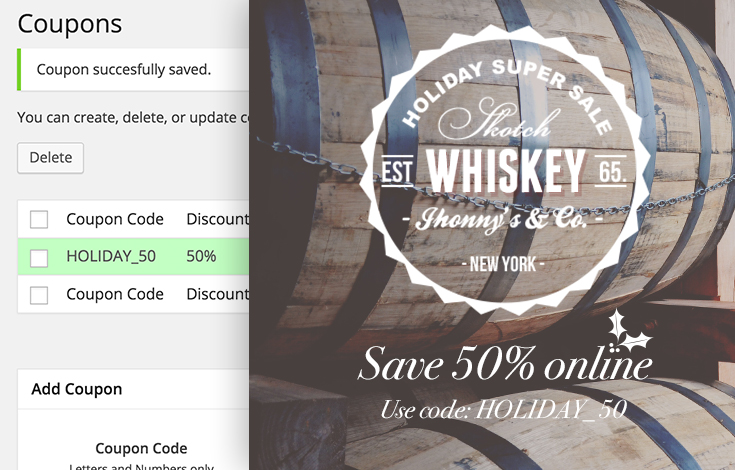 Coupons
Coupon succesfully saved.
You can create, delete, or update
Delete
Coupon Code Discount
HOLIDAY_50 50%
Coupon Code Discount
Add Coupon
Coupon Code
Letters and Numbers only
HOLIDAY SUPER SALE
Skotch
EST WHISKEY 65.
- Jhonny's & Co. -
- NEW YORK -
Save 50% online
Use code: HOLIDAY_50